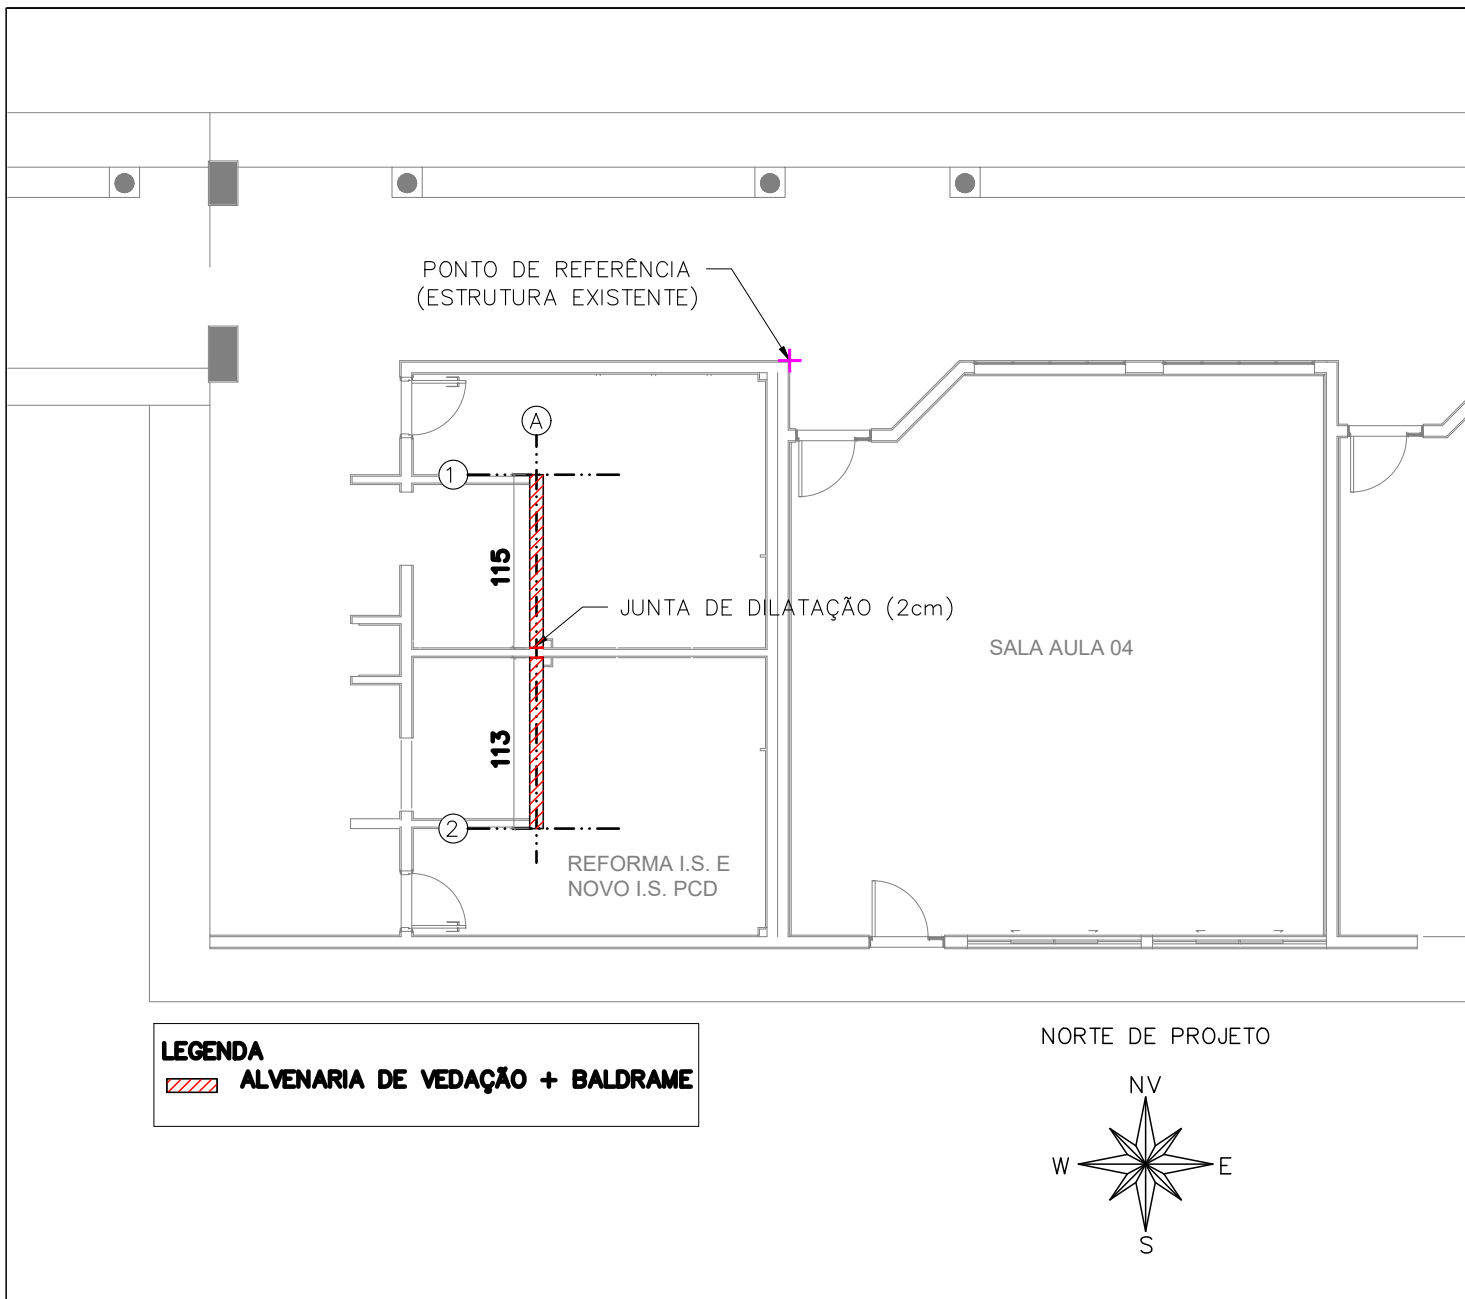 PONTO DE REFERÊNCIA
(ESTRUTURA EXISTENTE)
A
1
115
JUNTA DE DILATAÇÃO (2cm)
SALA AULA 04
113
2
REFORMA I.S. E
NOVO I.S. PCD
LEGENDA
ALVENARIA DE VEDAÇÃO + BALDRAME
NORTE DE PROJETO
NV
W
E
S